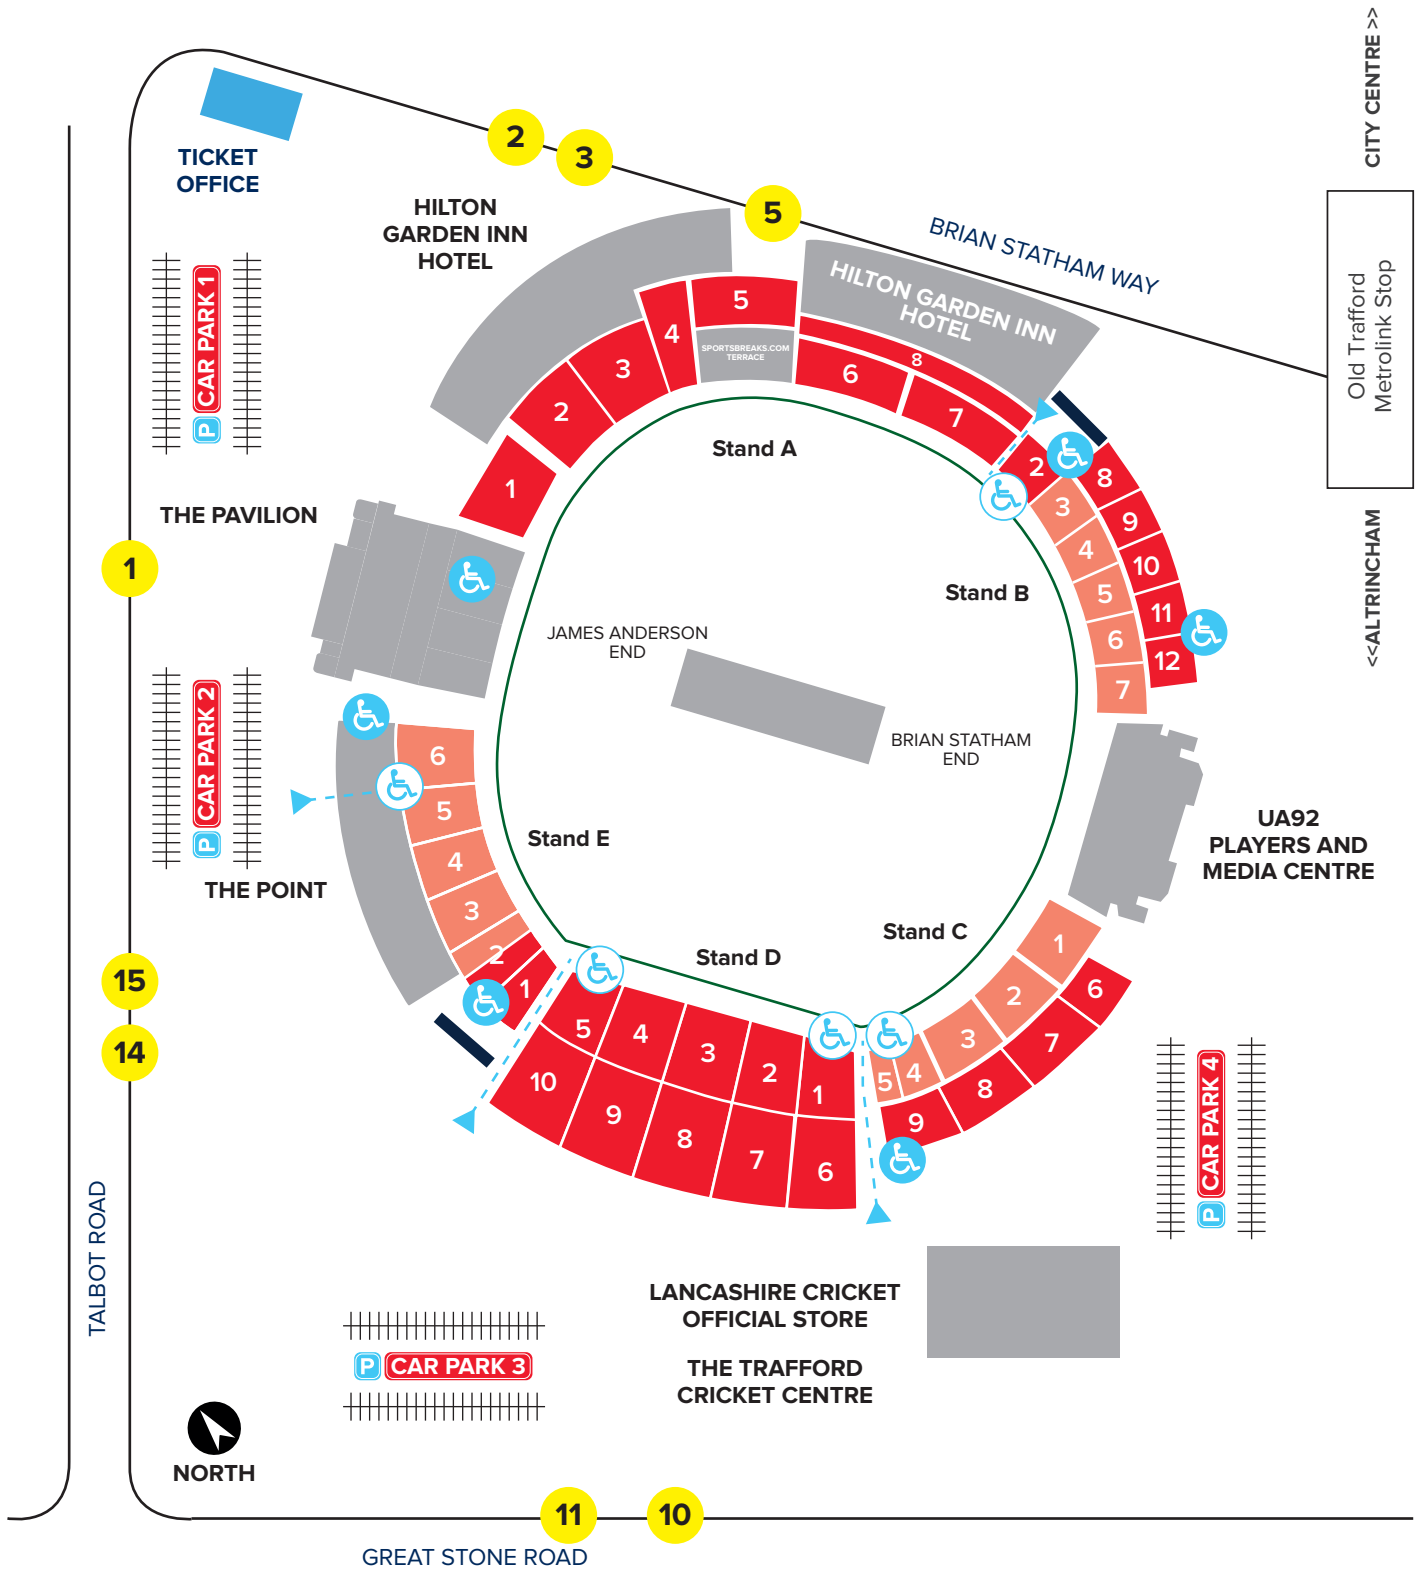 CITY CENTRE >>
2
TICKET
OFFICE
3
HILTON
GARDEN INN
HOTEL
5
BRIAN STATHAM WAY
Old Trafford
Metrolink Stop
<<ALTRINCHAM
HILTON GARDEN INN
HOTEL
P CAR PARK 1
1
2
3
4
5
SPORTSBREAKS.COM
TERRACE
6
7
8
Stand A
THE PAVILION
1
2
3
4
5
6
7
8
9
10
11
12
Stand B
JAMES ANDERSON
END
BRIAN STATHAM
END
P CAR PARK 2
6
5
4
3
2
1
Stand E
THE POINT
UA92
PLAYERS AND
MEDIA CENTRE
Stand C
1
2
3
4
5
6
7
8
9
Stand D
5
4
3
2
1
10
9
8
7
6
15
14
P CAR PARK 4
TALBOT ROAD
LANCASHIRE CRICKET
OFFICIAL STORE
THE TRAFFORD
CRICKET CENTRE
P CAR PARK 3
NORTH
11
10
GREAT STONE ROAD